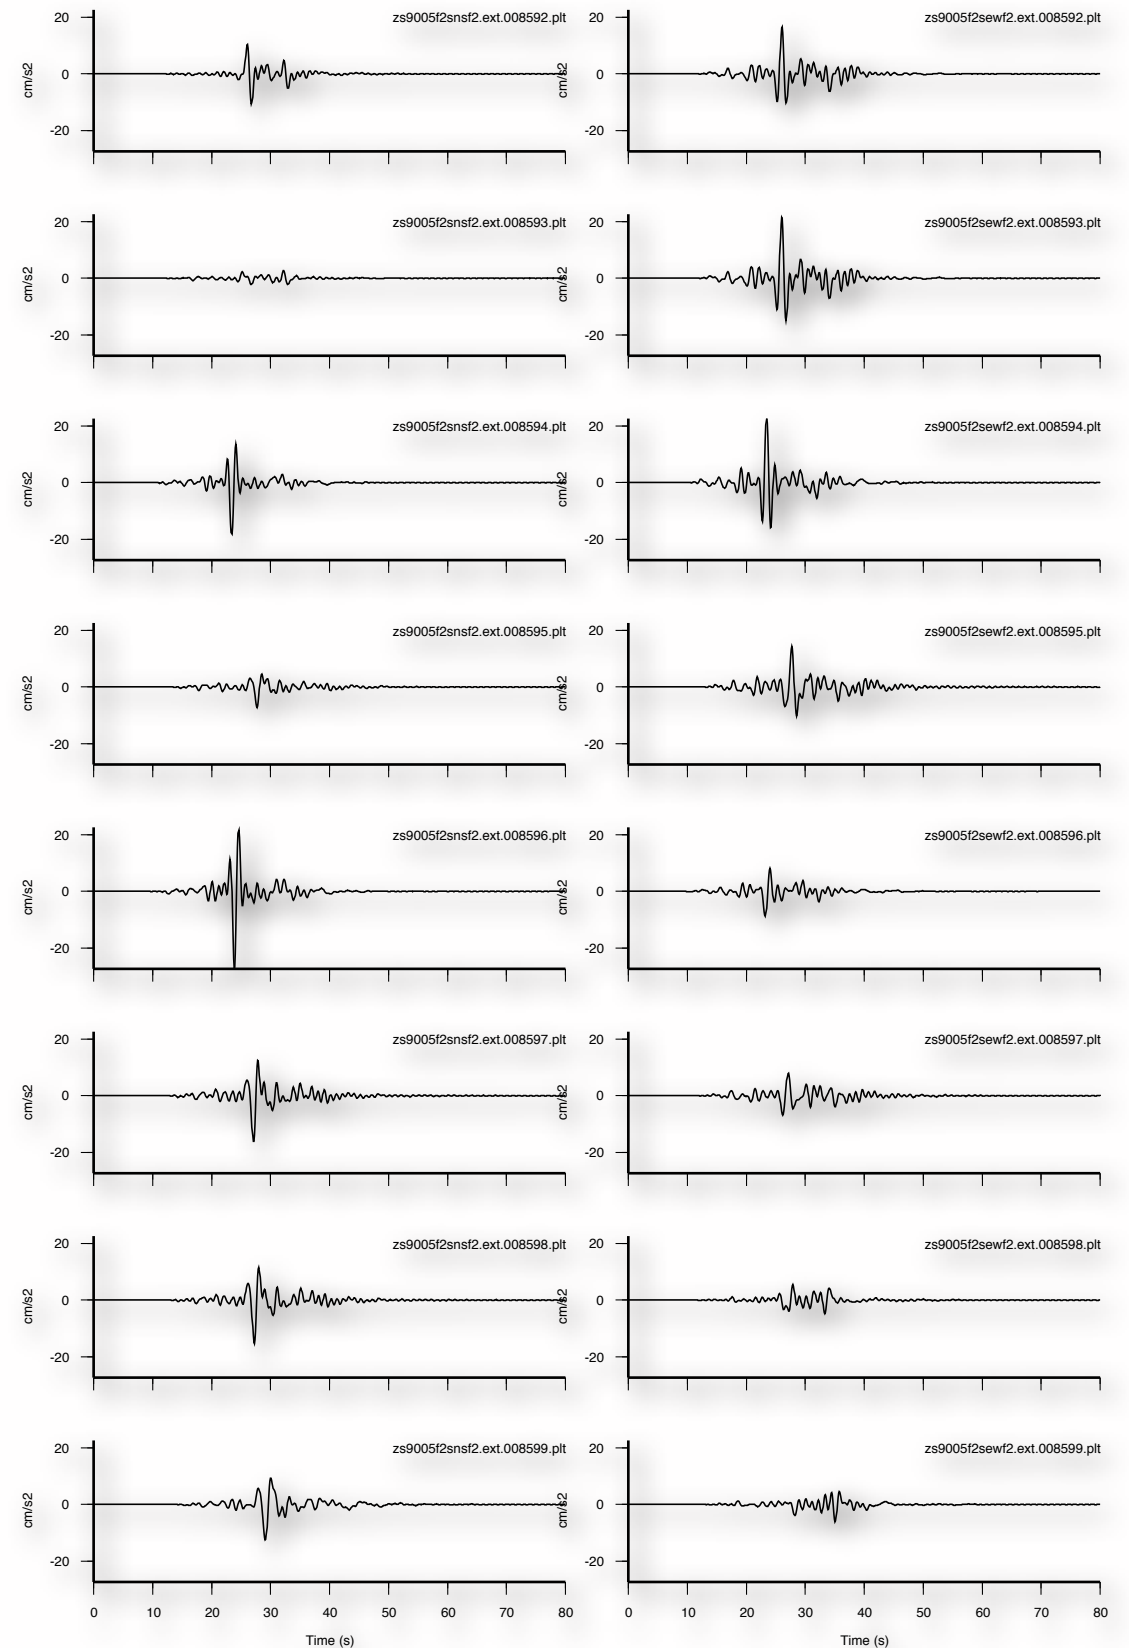 20 zs9005f2snsf2.ext.008592.plt 20 zs9005f2sewf2.ext.008592.plt
cm/s2 0 cm/s2 0
-20 -20
20 zs9005f2snsf2.ext.008593.plt 20 zs9005f2sewf2.ext.008593.plt
cm/s2 0 cm/s2 0
-20 -20
20 zs9005f2snsf2.ext.008594.plt 20 zs9005f2sewf2.ext.008594.plt
cm/s2 0 cm/s2 0
-20 -20
20 zs9005f2snsf2.ext.008595.plt 20 zs9005f2sewf2.ext.008595.plt
cm/s2 0 cm/s2 0
-20 -20
20 zs9005f2snsf2.ext.008596.plt 20 zs9005f2sewf2.ext.008596.plt
cm/s2 0 cm/s2 0
-20 -20
20 zs9005f2snsf2.ext.008597.plt 20 zs9005f2sewf2.ext.008597.plt
cm/s2 0 cm/s2 0
-20 -20
20 zs9005f2snsf2.ext.008598.plt 20 zs9005f2sewf2.ext.008598.plt
cm/s2 0 cm/s2 0
-20 -20
20 zs9005f2snsf2.ext.008599.plt 20 zs9005f2sewf2.ext.008599.plt
cm/s2 0 cm/s2 0
-20 -20
0 10 20 30 40 50 60 70 80 0 10 20 30 40 50 60 70 80
Time (s) Time (s)